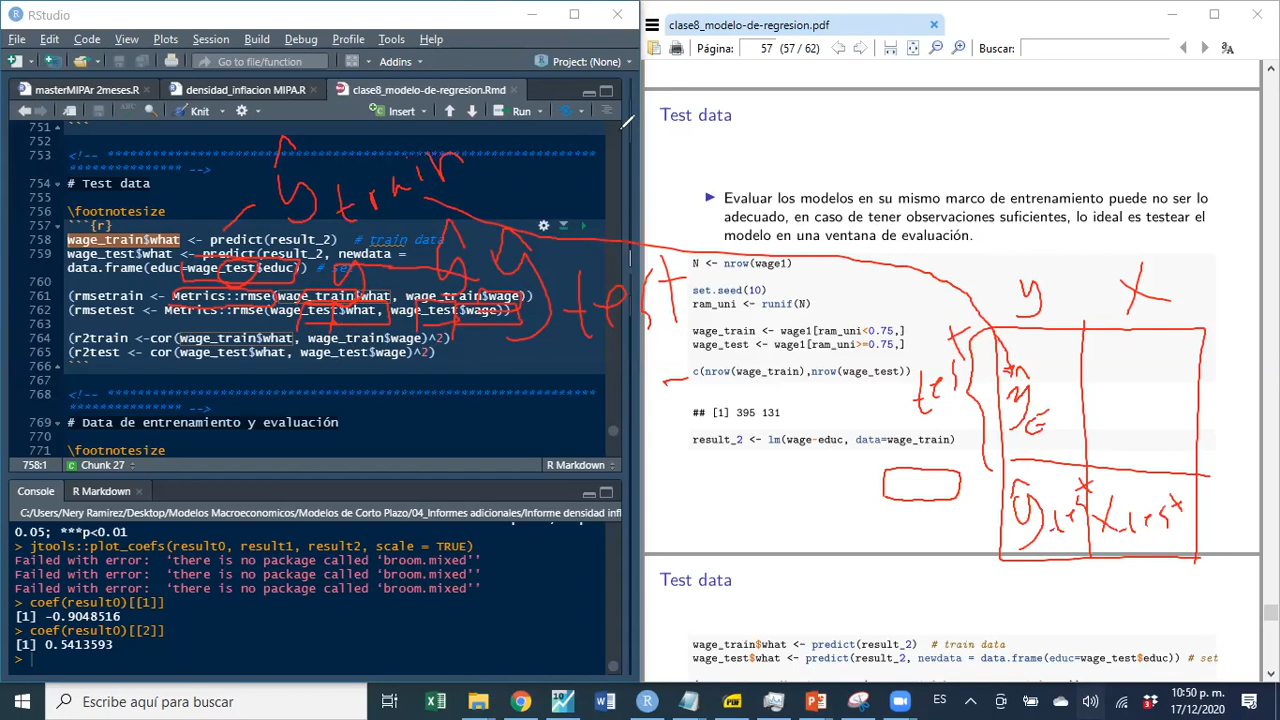 RStudio
File Edit Code View Plots Session Build Debug Profile Tools Help
Go to file/function Addins Project: (None)
masterMIPAr 2meses.R densidad_inflacion MIPA.R clase8_modelo-de-regresion.Rmd
Knit Insert Run
751 ```
752
753 <!-- ******************************************************************
*************** -->
754 # Test data
755
756 \footnotesize
757 ```{r}
758 wage_train$what <- predict(result_2) # train data
759 wage_test$what <- predict(result_2, newdata =
data.frame(educ=wage_test$educ)) # set
760
761 (rmsetrain <- Metrics::rmse(wage_train$what, wage_train$wage))
762 (rmsetest <- Metrics::rmse(wage_test$what, wage_test$wage))
763
764 (r2train <-cor(wage_train$what, wage_train$wage)^2)
765 (r2test <- cor(wage_test$what, wage_test$wage)^2)
766 ```
767
768 <!-- ******************************************************************
*************** -->
769 # Data de entrenamiento y evaluación
770
771 \footnotesize
758:1 Chunk 27 R Markdown
Console R Markdown
C:/Users/Nery Ramirez/Desktop/Modelos Macroeconomicos/Modelos de Corto Plazo/04_Informes adicionales/Informe densidad infl
0.05; ***p<0.01
> jtools::plot_coefs(result0, result1, result2, scale = TRUE)
Failed with error: ‘there is no package called ‘broom.mixed’’
Failed with error: ‘there is no package called ‘broom.mixed’’
Failed with error: ‘there is no package called ‘broom.mixed’’
> coef(result0)[[1]]
[1] -0.9048516
> coef(result0)[[2]]
[1] 0.5413593
>
ŷ train
ŷ test
clase8_modelo-de-regresion.pdf
Página: 57 (57 / 62) Buscar:
Test data
Evaluar los modelos en su mismo marco de entrenamiento puede no ser lo
adecuado, en caso de tener observaciones suficientes, lo ideal es testear el
modelo en una ventana de evaluación.
N <- nrow(wage1)
set.seed(10)
ram_uni <- runif(N)
wage_train <- wage1[ram_uni<0.75,]
wage_test <- wage1[ram_uni>=0.75,]
c(nrow(wage_train),nrow(wage_test))
## [1] 395 131
result_2 <- lm(wage~educ, data=wage_train)
y X
ŷ test X test
Test data
wage_train$what <- predict(result_2) # train data
wage_test$what <- predict(result_2, newdata = data.frame(educ=wage_test$educ)) # set
Escribe aquí para buscar
ES
10:50 p. m.
17/12/2020